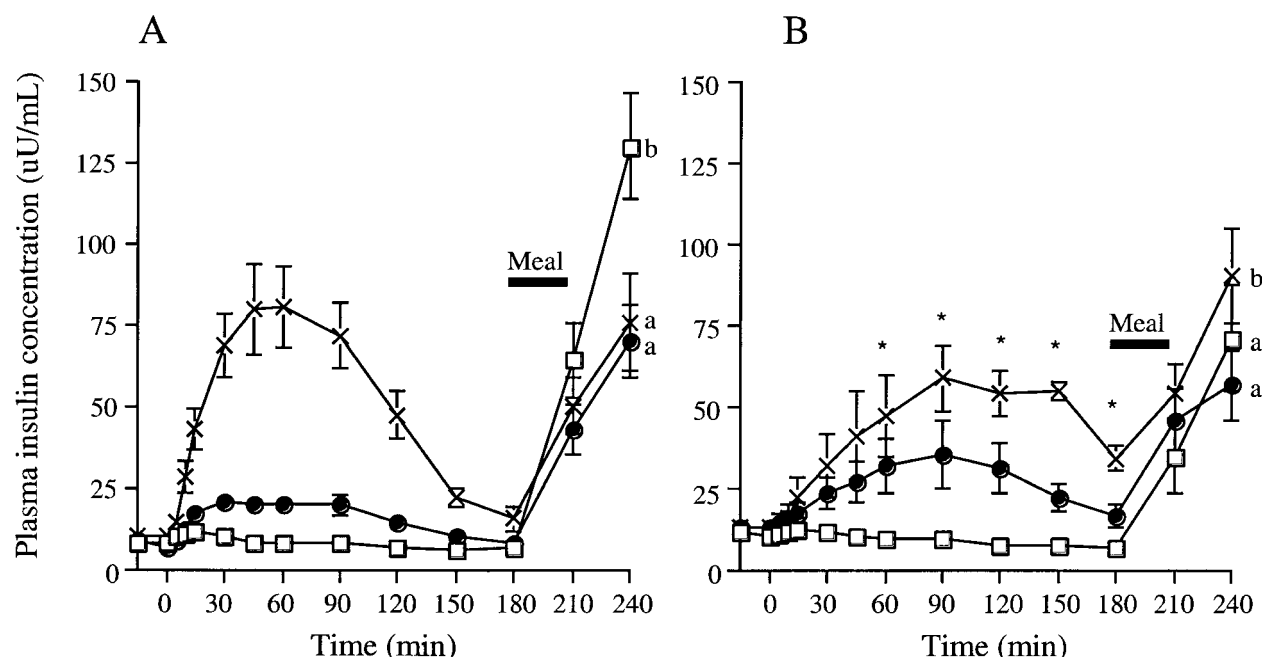 A
B
Plasma insulin concentration (uU/mL)
150
125
100
75
50
25
0
0 30 60 90 120 150 180 210 240
Time (min)
Meal
b
a
a
150
125
100
75
50
25
0
0 30 60 90 120 150 180 210 240
Time (min)
Meal
* * * * *
b
a
a